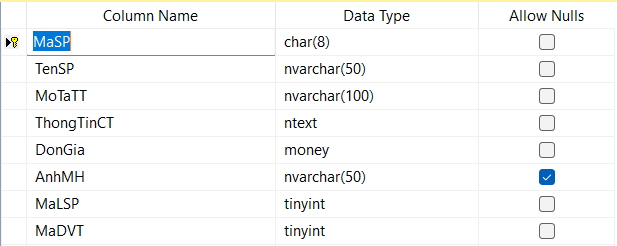 Column Name Data Type Allow Nulls
MaSP char(8)
TenSP nvarchar(50)
MoTaTT nvarchar(100)
ThongTinCT ntext
DonGia money
AnhMH nvarchar(50)
MaLSP tinyint
MaDVT tinyint